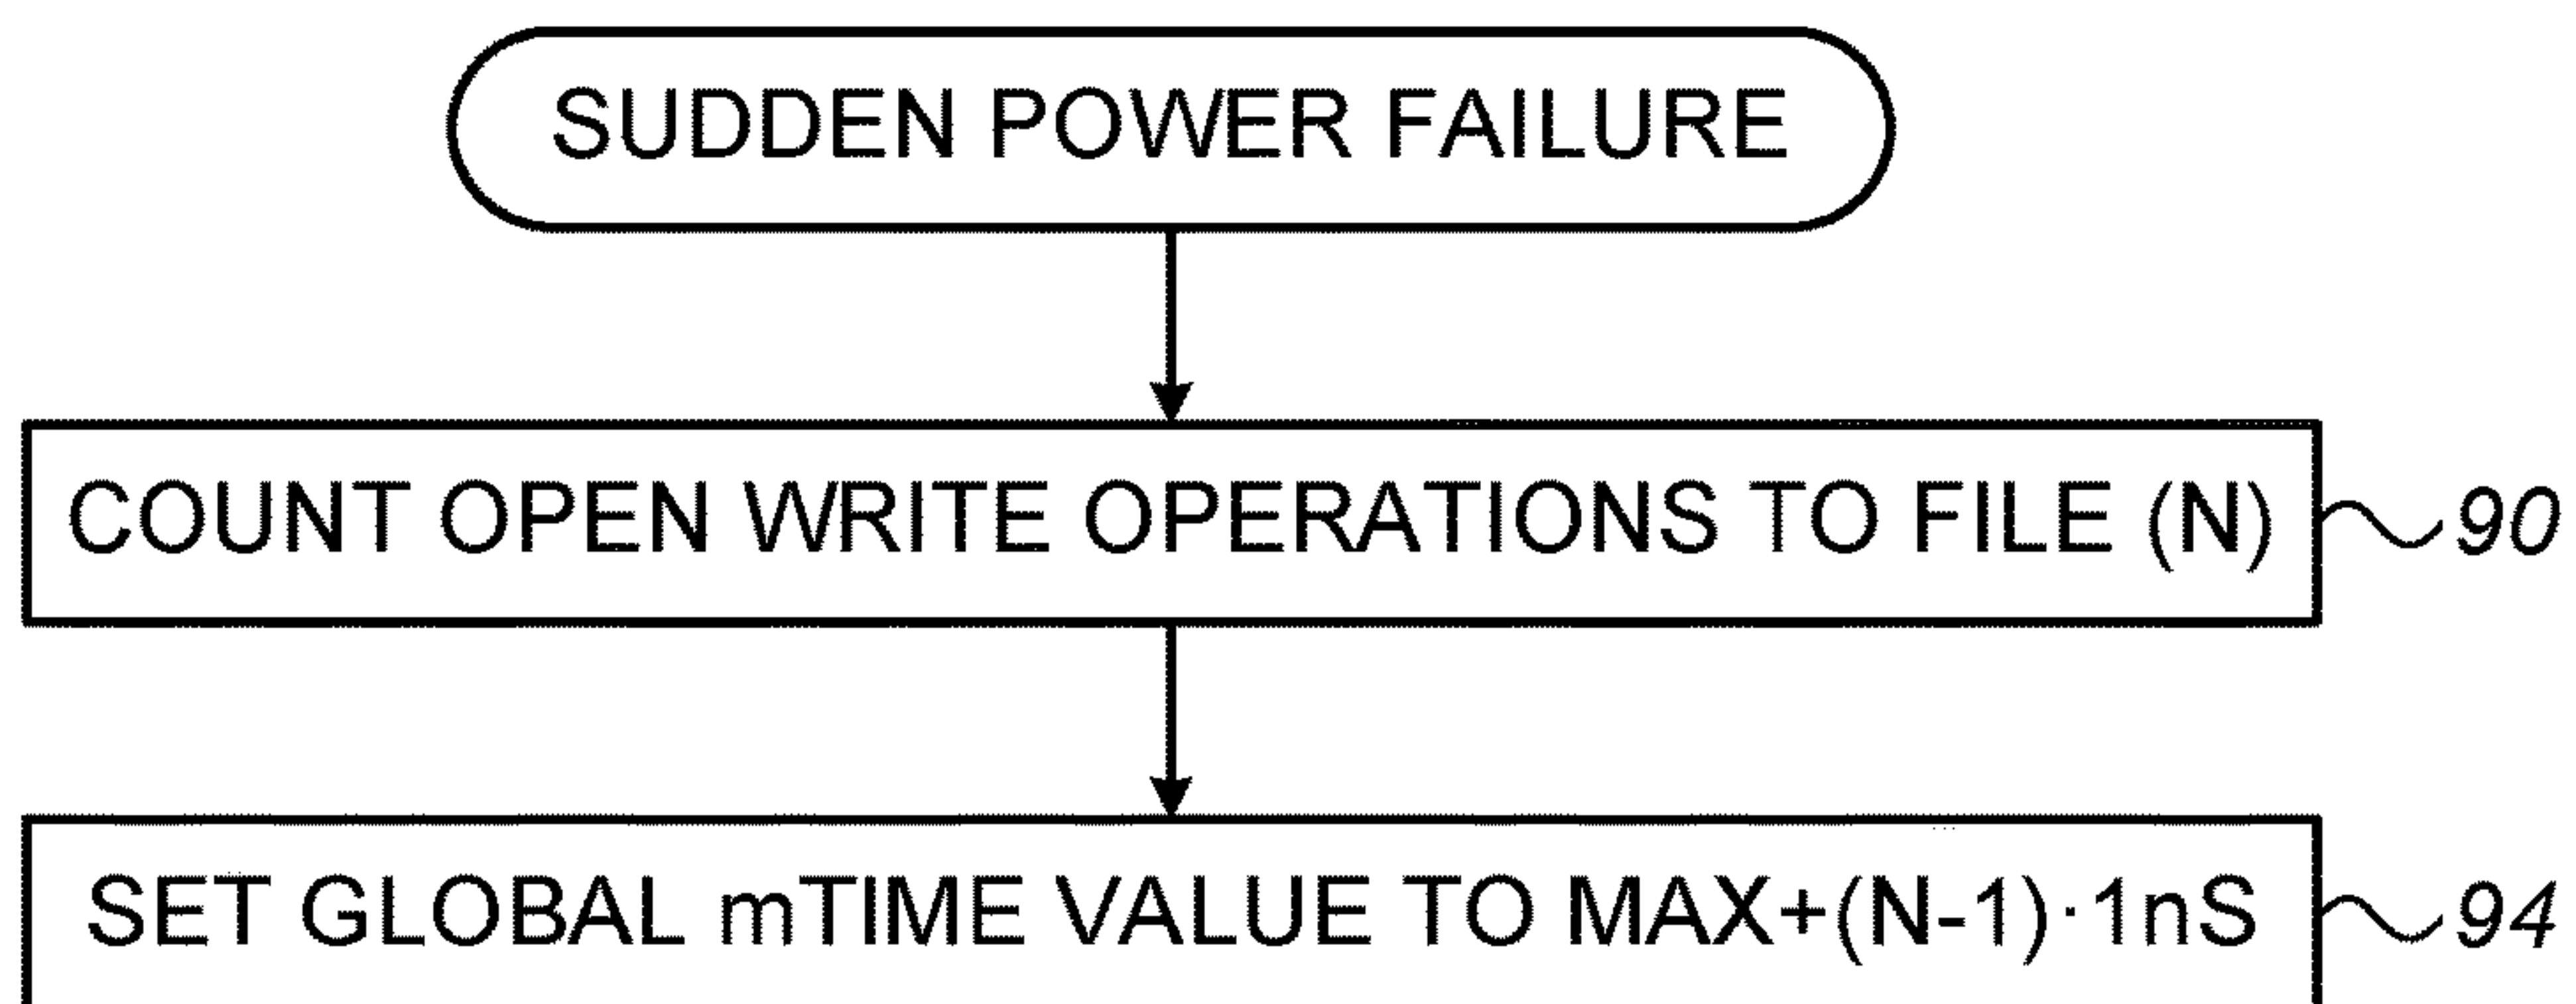 SUDDEN POWER FAILURE
COUNT OPEN WRITE OPERATIONS TO FILE (N)
90
SET GLOBAL mTIME VALUE TO MAX+(N-1)·1nS
94